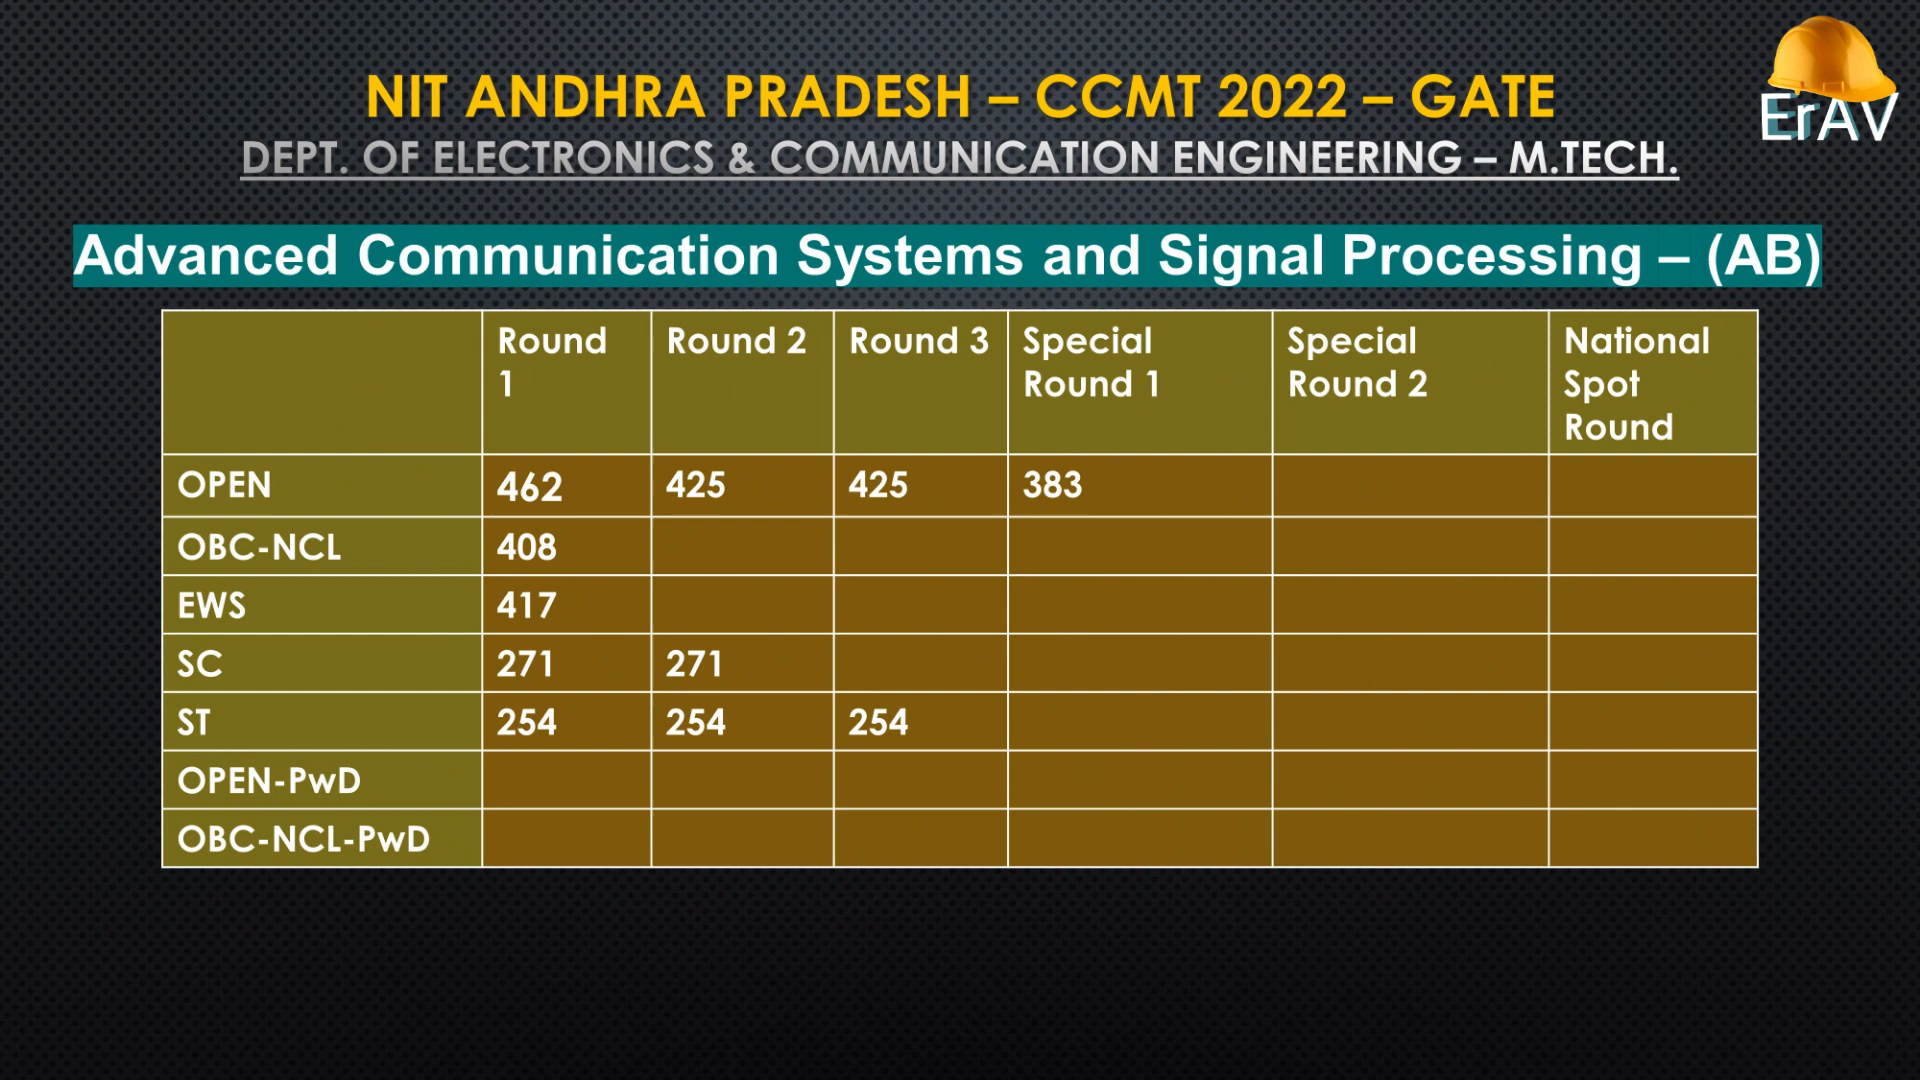 NIT ANDHRA PRADESH – CCMT 2022 – GATE
ErAV
DEPT. OF ELECTRONICS & COMMUNICATION ENGINEERING – M.TECH.
Advanced Communication Systems and Signal Processing – (AB)
Round 1 Round 2 Round 3 Special Round 1 Special Round 2 National Spot Round
OPEN 462 425 425 383
OBC-NCL 408
EWS 417
SC 271 271
ST 254 254 254
OPEN-PwD
OBC-NCL-PwD